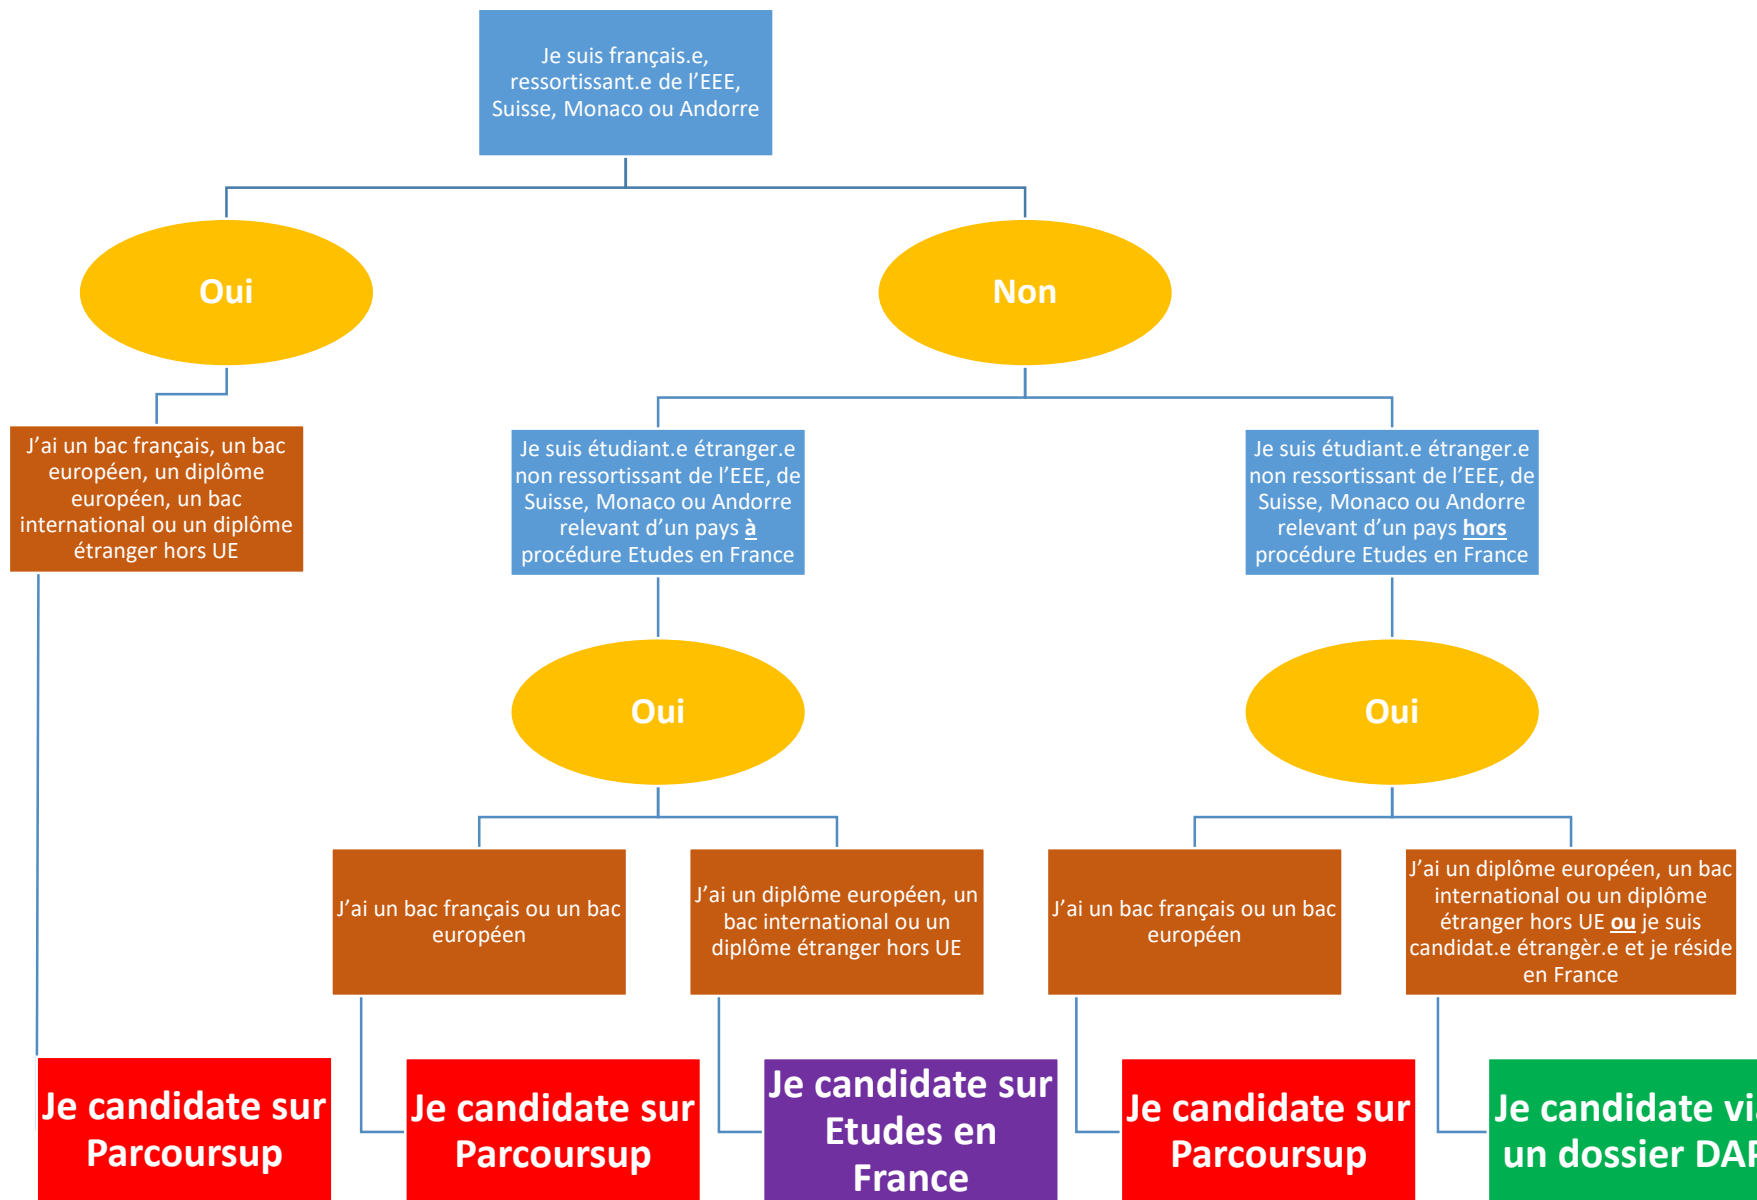 Je suis français.e,
ressortissant.e de l'EEE,
Suisse, Monaco ou Andorre
Oui
Non
J'ai un bac français, un bac
européen, un diplôme
européen, un bac
international ou un diplôme
étranger hors UE
Je suis étudiant.e étranger.e
non ressortissant de l'EEE, de
Suisse, Monaco ou Andorre
relevant d'un pays à
procédure Etudes en France
Je suis étudiant.e étranger.e
non ressortissant de l'EEE, de
Suisse, Monaco ou Andorre
relevant d'un pays hors
procédure Etudes en France
Oui
Oui
J'ai un bac français ou un bac
européen
J'ai un diplôme européen, un
bac international ou un
diplôme étranger hors UE
J'ai un bac français ou un bac
européen
J'ai un diplôme européen, un bac
international ou un diplôme
étranger hors UE ou je suis
candidat.e étrangèr.e et je réside
en France
Je candidate sur
Parcoursup
Je candidate sur
Parcoursup
Je candidate sur
Etudes en
France
Je candidate sur
Parcoursup
Je candidate via
un dossier DAP